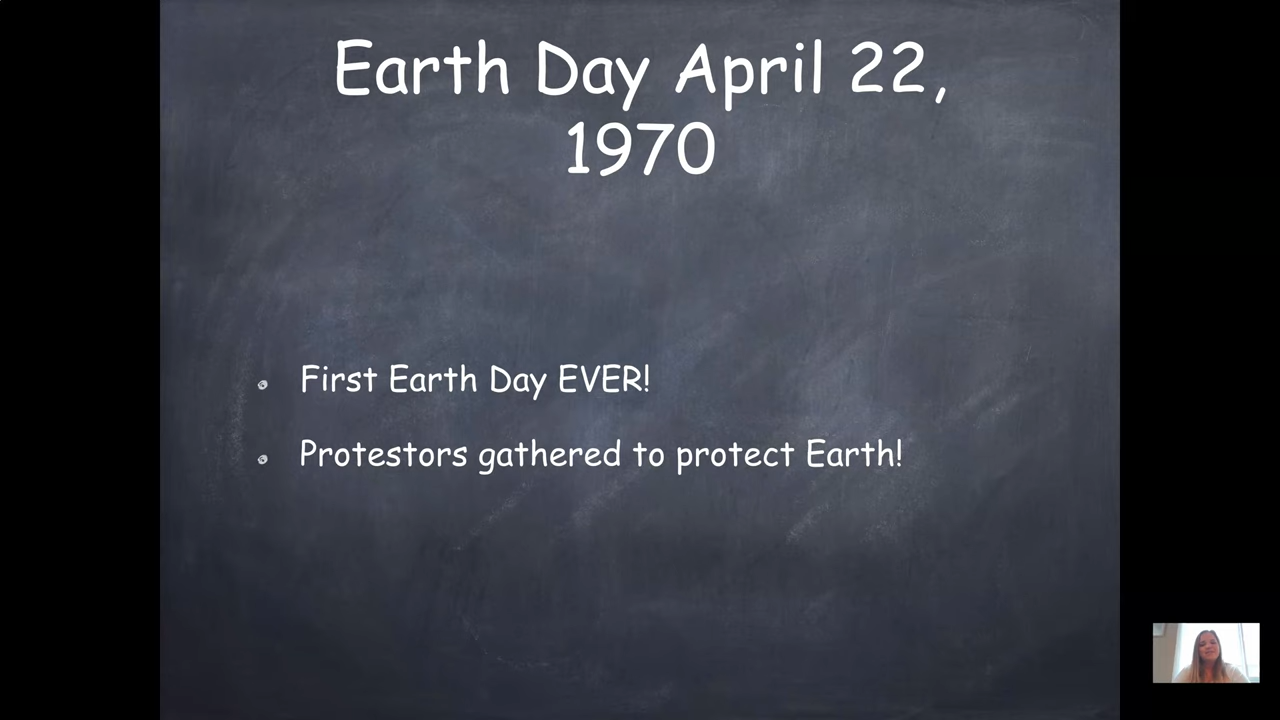 Earth Day April 22,
1970
First Earth Day EVER!
Protestors gathered to protect Earth!